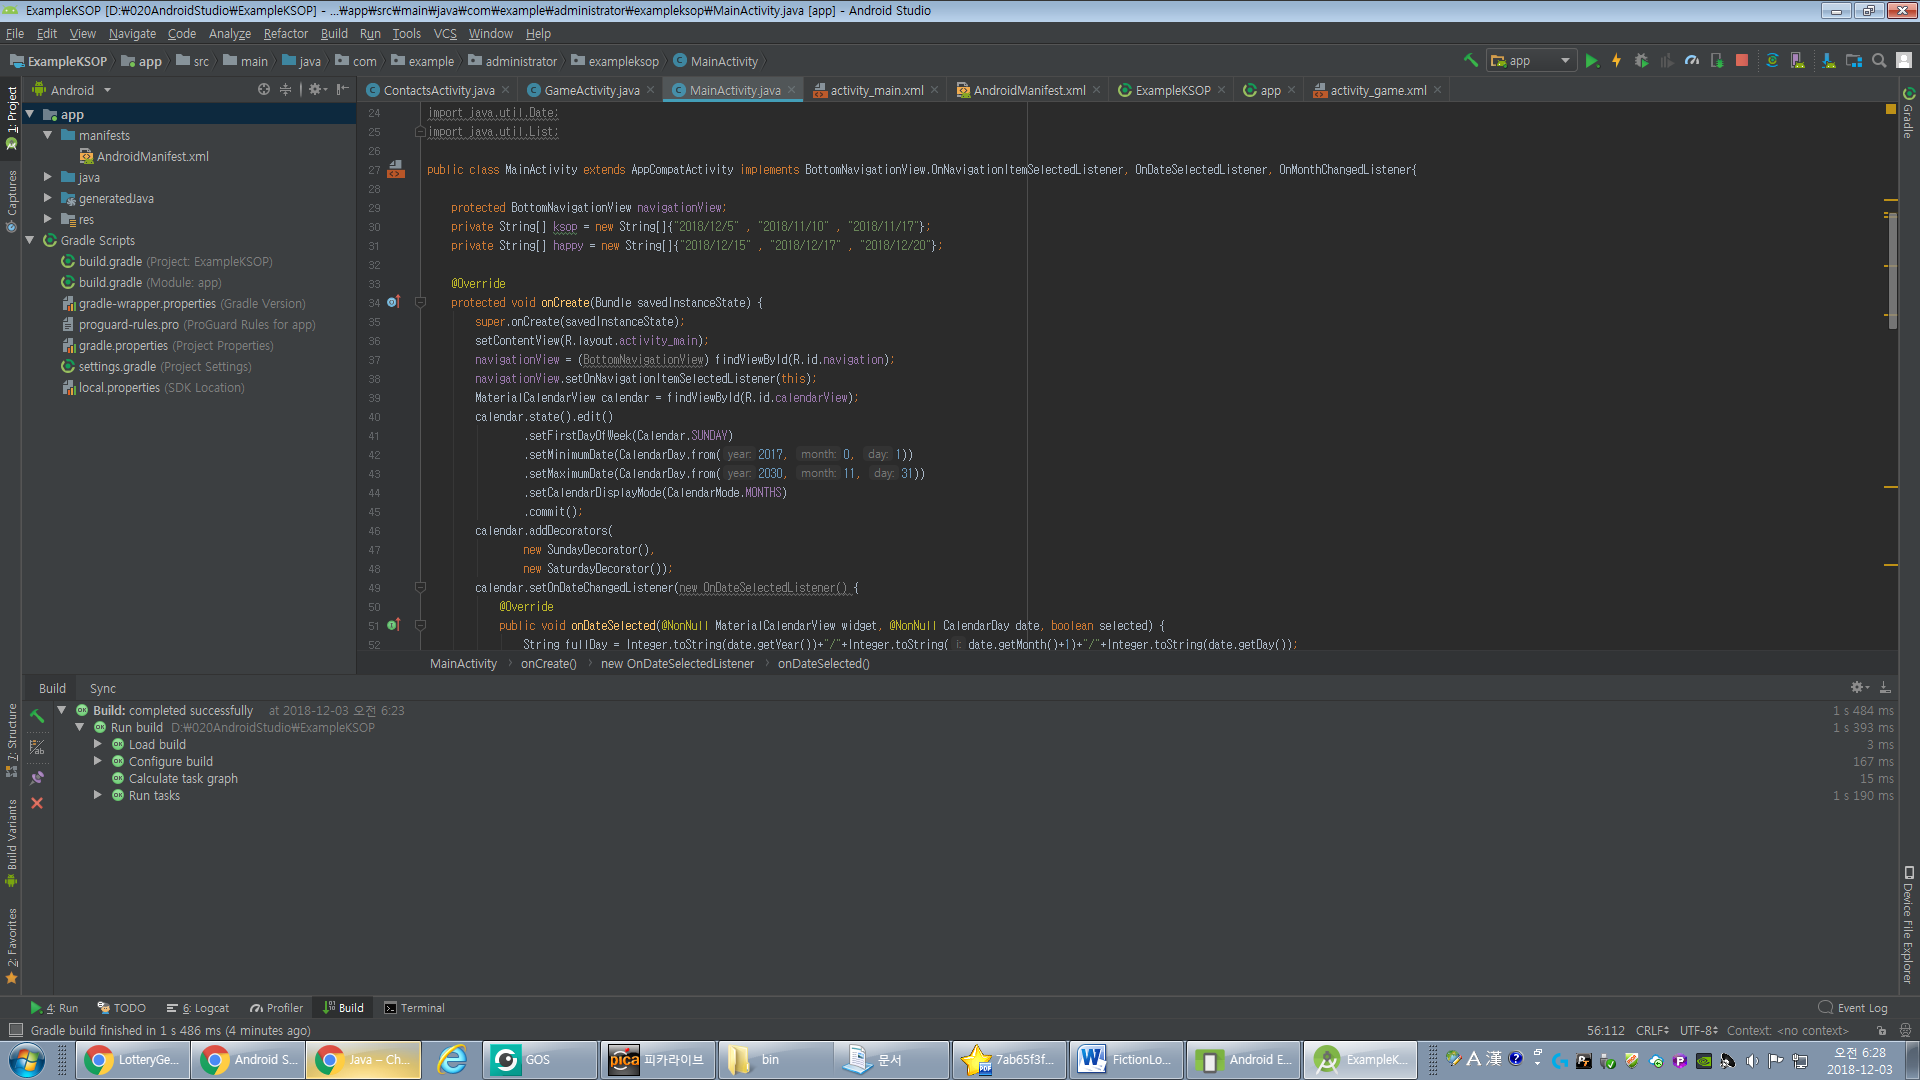 ExampleKSOP [D:₩020AndroidStudio₩ExampleKSOP] - ...₩app₩src₩main₩java₩com₩example₩administrator₩exampleksop₩MainActivity.java [app] - Android Studio
File Edit View Navigate Code Analyze Refactor Build Run Tools VCS Window Help
ExampleKSOP app src main java com example administrator exampleksop MainActivity
app
Android
ContactsActivity.java GameActivity.java MainActivity.java activity_main.xml AndroidManifest.xml ExampleKSOP app activity_game.xml
1: Project
Captures
7: Structure
Build Variants
2: Favorites
Gradle
Device File Explorer
app
manifests
AndroidManifest.xml
java
generatedJava
res
Gradle Scripts
build.gradle (Project: ExampleKSOP)
build.gradle (Module: app)
gradle-wrapper.properties (Gradle Version)
proguard-rules.pro (ProGuard Rules for app)
gradle.properties (Project Properties)
settings.gradle (Project Settings)
local.properties (SDK Location)
24 import java.util.Date;
25 import java.util.List;
26
27 public class MainActivity extends AppCompatActivity implements BottomNavigationView.OnNavigationItemSelectedListener, OnDateSelectedListener, OnMonthChangedListener{
28
29 protected BottomNavigationView navigationView;
30 private String[] ksop = new String[]{"2018/12/5" , "2018/11/10" , "2018/11/17"};
31 private String[] happy = new String[]{"2018/12/15" , "2018/12/17" , "2018/12/20"};
32
33 @Override
34 protected void onCreate(Bundle savedInstanceState) {
35 super.onCreate(savedInstanceState);
36 setContentView(R.layout.activity_main);
37 navigationView = (BottomNavigationView) findViewById(R.id.navigation);
38 navigationView.setOnNavigationItemSelectedListener(this);
39 MaterialCalendarView calendar = findViewById(R.id.calendarView);
40 calendar.state().edit()
41 .setFirstDayOfWeek(Calendar.SUNDAY)
42 .setMinimumDate(CalendarDay.from( year: 2017, month: 0, day: 1))
43 .setMaximumDate(CalendarDay.from( year: 2030, month: 11, day: 31))
44 .setCalendarDisplayMode(CalendarMode.MONTHS)
45 .commit();
46 calendar.addDecorators(
47 new SundayDecorator(),
48 new SaturdayDecorator());
49 calendar.setOnDateChangedListener(new OnDateSelectedListener() {
50 @Override
51 public void onDateSelected(@NonNull MaterialCalendarView widget, @NonNull CalendarDay date, boolean selected) {
52 String fullDay = Integer.toString(date.getYear())+"/"+Integer.toString( i: date.getMonth()+1)+"/"+Integer.toString(date.getDay());
MainActivity › onCreate() › new OnDateSelectedListener › onDateSelected()
Build Sync
Build: completed successfully at 2018-12-03 오전 6:23 1 s 484 ms
Run build D:₩020AndroidStudio₩ExampleKSOP 1 s 393 ms
Load build 3 ms
Configure build 167 ms
Calculate task graph 15 ms
Run tasks 1 s 190 ms
4: Run TODO 6: Logcat Profiler Build Terminal Event Log
Gradle build finished in 1 s 486 ms (4 minutes ago) 56:112 CRLF UTF-8 Context: <no context>
LotteryGe... Android S... Java – Ch... GOS pica 피카라이브 bin 문서 PDF 7ab65f3f... FictionLo... Android E... ExampleK... A 漢
오전 6:28
2018-12-03